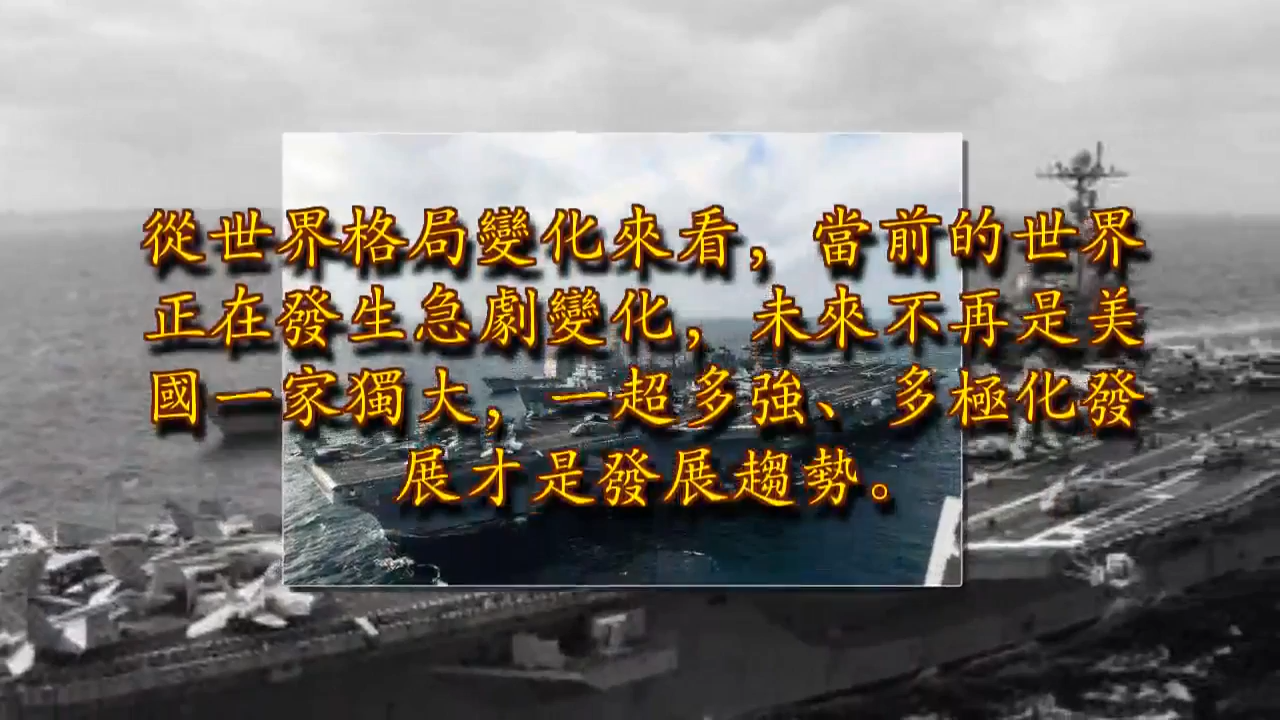 從世界格局變化來看，當前的世界
正在發生急劇變化，未來不再是美
國一家獨大，一超多強、多極化發
展才是發展趨勢。